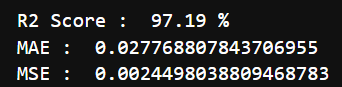 R2 Score :  97.19 %
MAE :  0.027768807843706955
MSE :  0.0024498038809468783